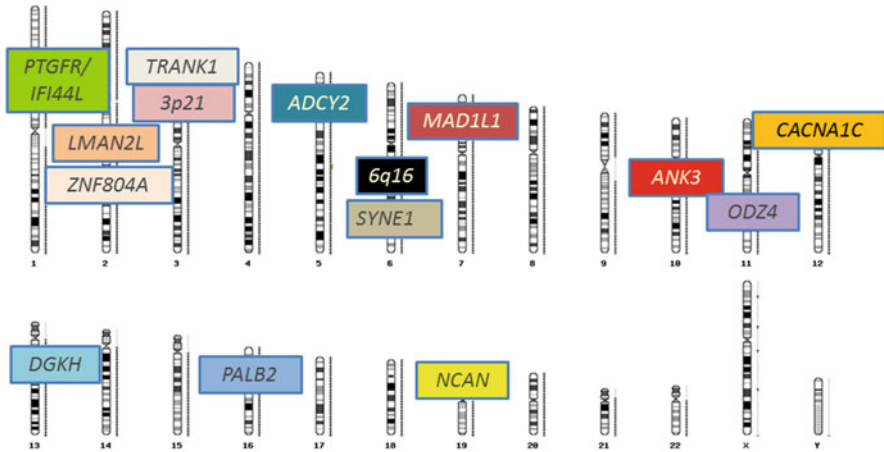 PTGFR/
IFI44L
TRANK1
3p21
LMAN2L
ZNF804A
ADCY2
6q16
SYNE1
MAD1L1
ANK3
ODZ4
CACNA1C
1 2 3 4 5 6 7 8 9 10 11 12
DGKH
PALB2
NCAN
13 14 15 16 17 18 19 20 21 22 X Y